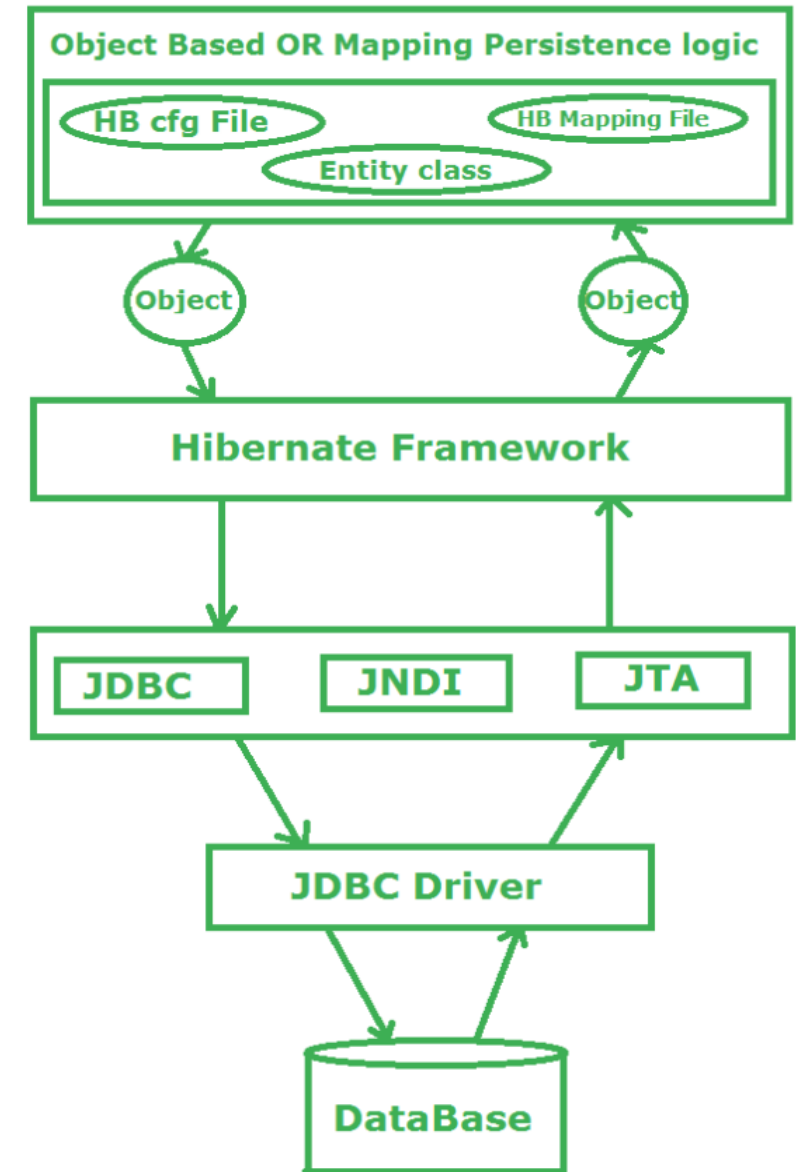 Object Based OR Mapping Persistence logic
HB cfg File
HB Mapping File
Entity class
Object
Object
Hibernate Framework
JDBC
JNDI
JTA
JDBC Driver
DataBase